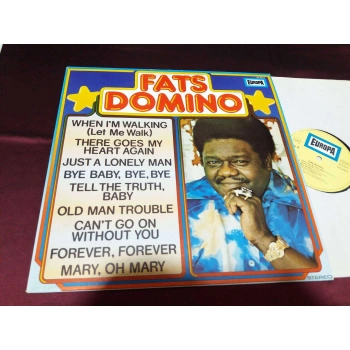 FATS
DOMINO
EUROPA
WHEN I'M WALKING
(Let Me Walk)
THERE GOES MY
HEART AGAIN
JUST A LONELY MAN
BYE BABY, BYE, BYE
TELL THE TRUTH,
BABY
OLD MAN TROUBLE
CAN'T GO ON
WITHOUT YOU
FOREVER, FOREVER
MARY, OH MARY
STEREO
EUROPA